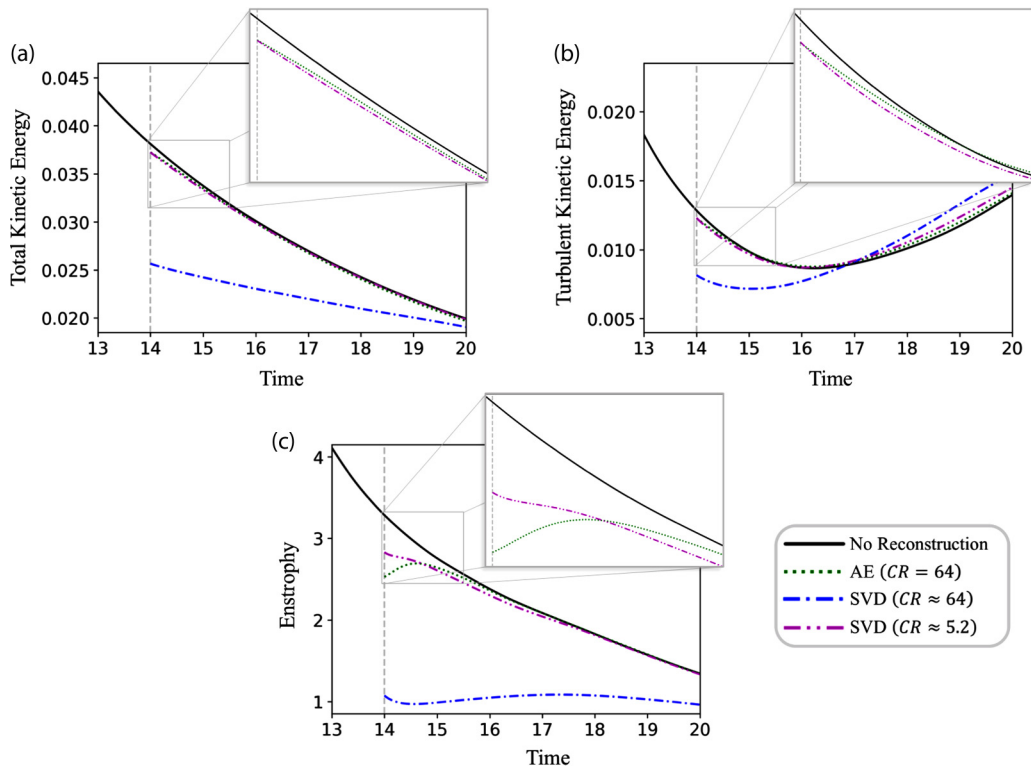 (a)
Total Kinetic Energy
0.045
0.040
0.035
0.030
0.025
0.020
13 14 15 16 17 18 19 20
Time
(b)
Turbulent Kinetic Energy
0.020
0.015
0.010
0.005
13 14 15 16 17 18 19 20
Time
(c)
Enstrophy
4
3
2
1
13 14 15 16 17 18 19 20
Time
No Reconstruction
AE (CR = 64)
SVD (CR ≈ 64)
SVD (CR ≈ 5.2)